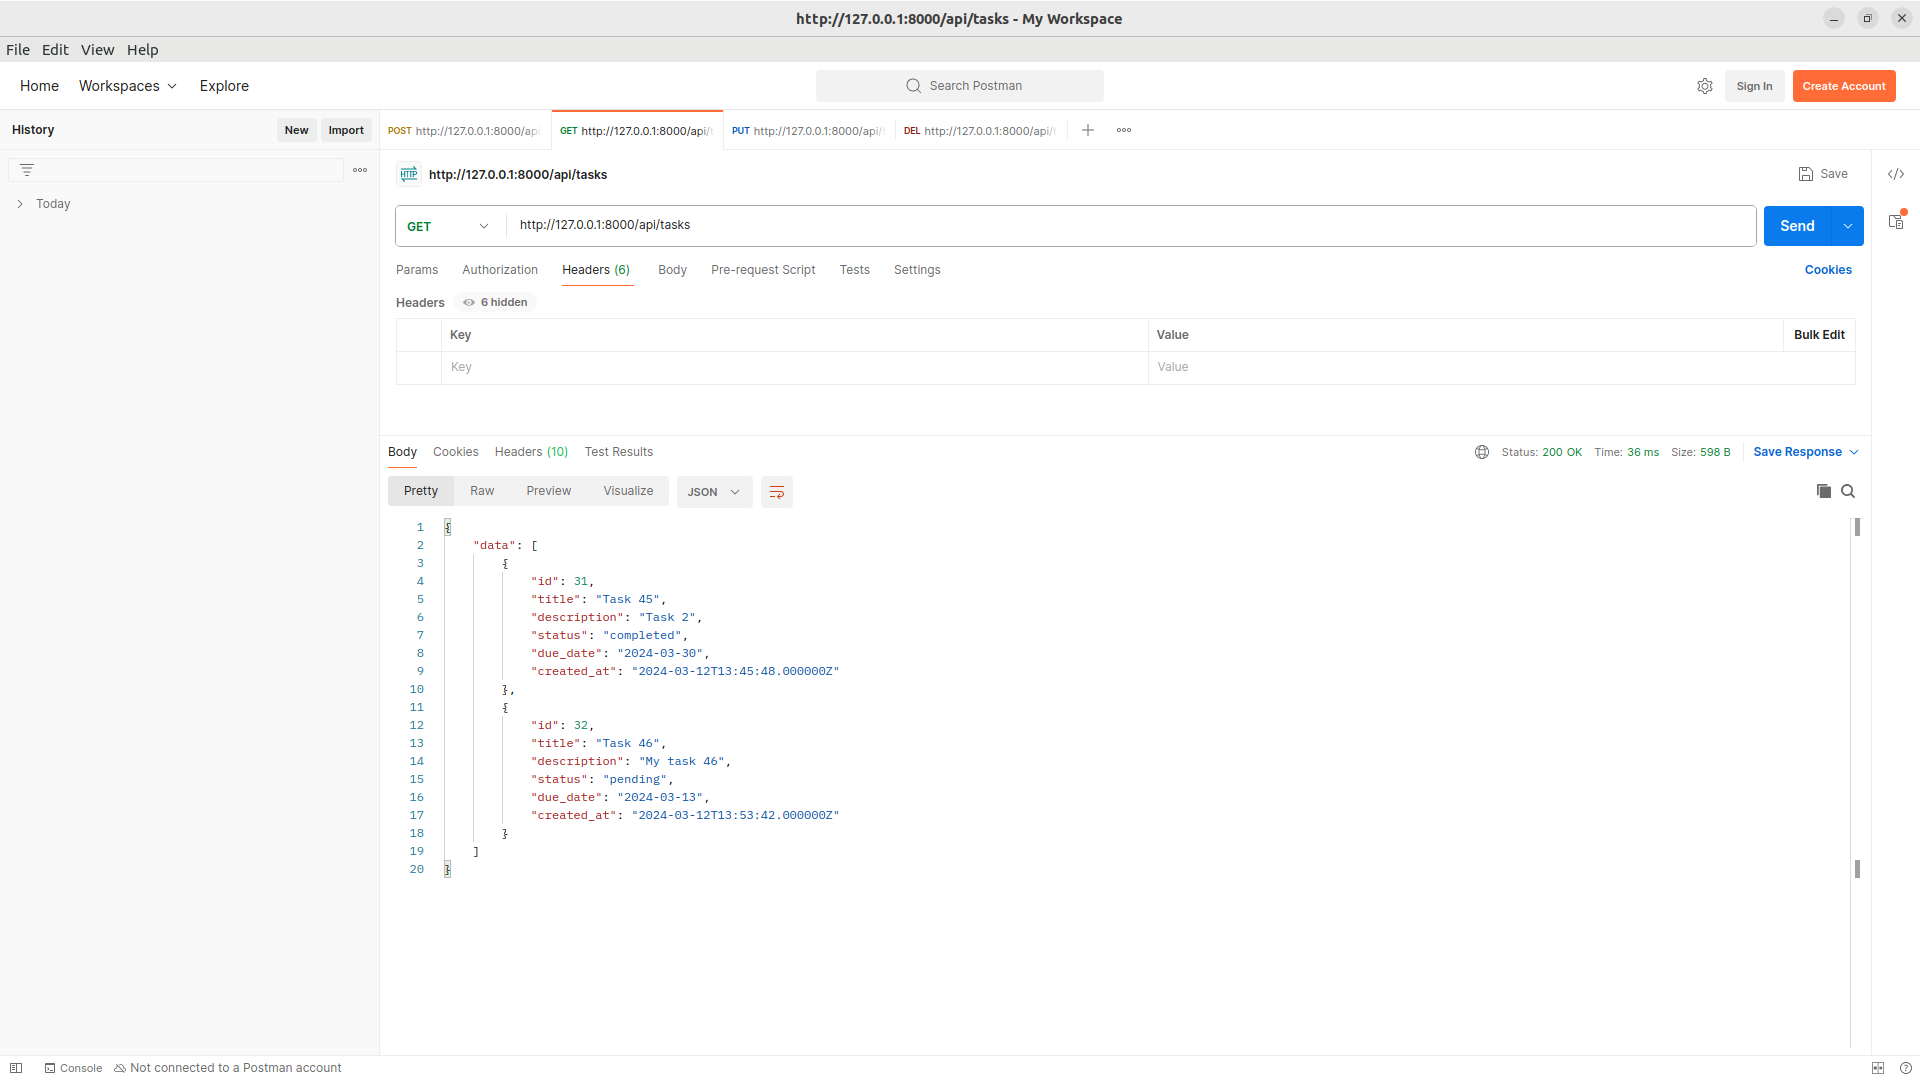 http://127.0.0.1:8000/api/tasks - My Workspace
File Edit View Help
Home Workspaces Explore Search Postman Sign In Create Account
History New Import
POST http://127.0.0.1:8000/api GET http://127.0.0.1:8000/api/t PUT http://127.0.0.1:8000/api/t DEL http://127.0.0.1:8000/api/t
HTTP http://127.0.0.1:8000/api/tasks Save </>
Today
GET http://127.0.0.1:8000/api/tasks Send
Params Authorization Headers (6) Body Pre-request Script Tests Settings Cookies
Headers 6 hidden
Key Value Bulk Edit
Key Value
Body Cookies Headers (10) Test Results Status: 200 OK Time: 36 ms Size: 598 B Save Response
Pretty Raw Preview Visualize JSON
1 {
2 "data": [
3 {
4 "id": 31,
5 "title": "Task 45",
6 "description": "Task 2",
7 "status": "completed",
8 "due_date": "2024-03-30",
9 "created_at": "2024-03-12T13:45:48.000000Z"
10 },
11 {
12 "id": 32,
13 "title": "Task 46",
14 "description": "My task 46",
15 "status": "pending",
16 "due_date": "2024-03-13",
17 "created_at": "2024-03-12T13:53:42.000000Z"
18 }
19 ]
20 }
Console Not connected to a Postman account